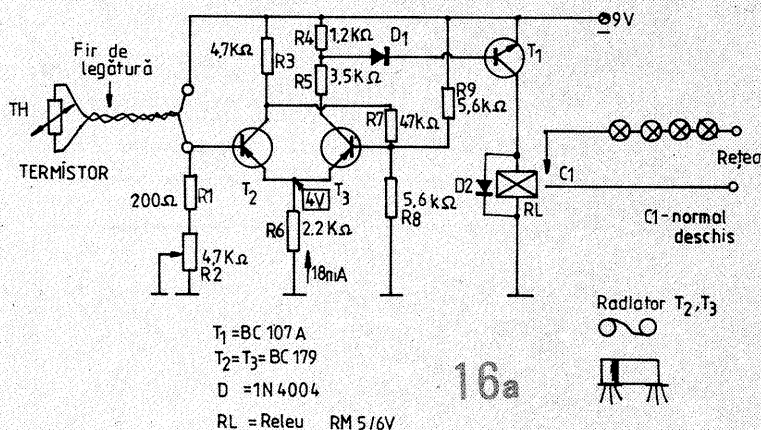 R4
1,2KΩ
D1
9V
4,7KΩ
R3
T1
Fir de
legătură
R5
3,5KΩ
R9
5,6KΩ
TH
R7
47KΩ
Rețea
TERMISTOR
T2
T3
D2
C1
RL
200Ω
R1
4V
5,6KΩ
R8
C1-normal
deschis
R6
2.2KΩ
4,7KΩ
R2
18mA
Radiator T2,T3
T1 =BC 107 A
T2=T3= BC 179
D =1N 4004
RL =Releu RM 5/6V
16a